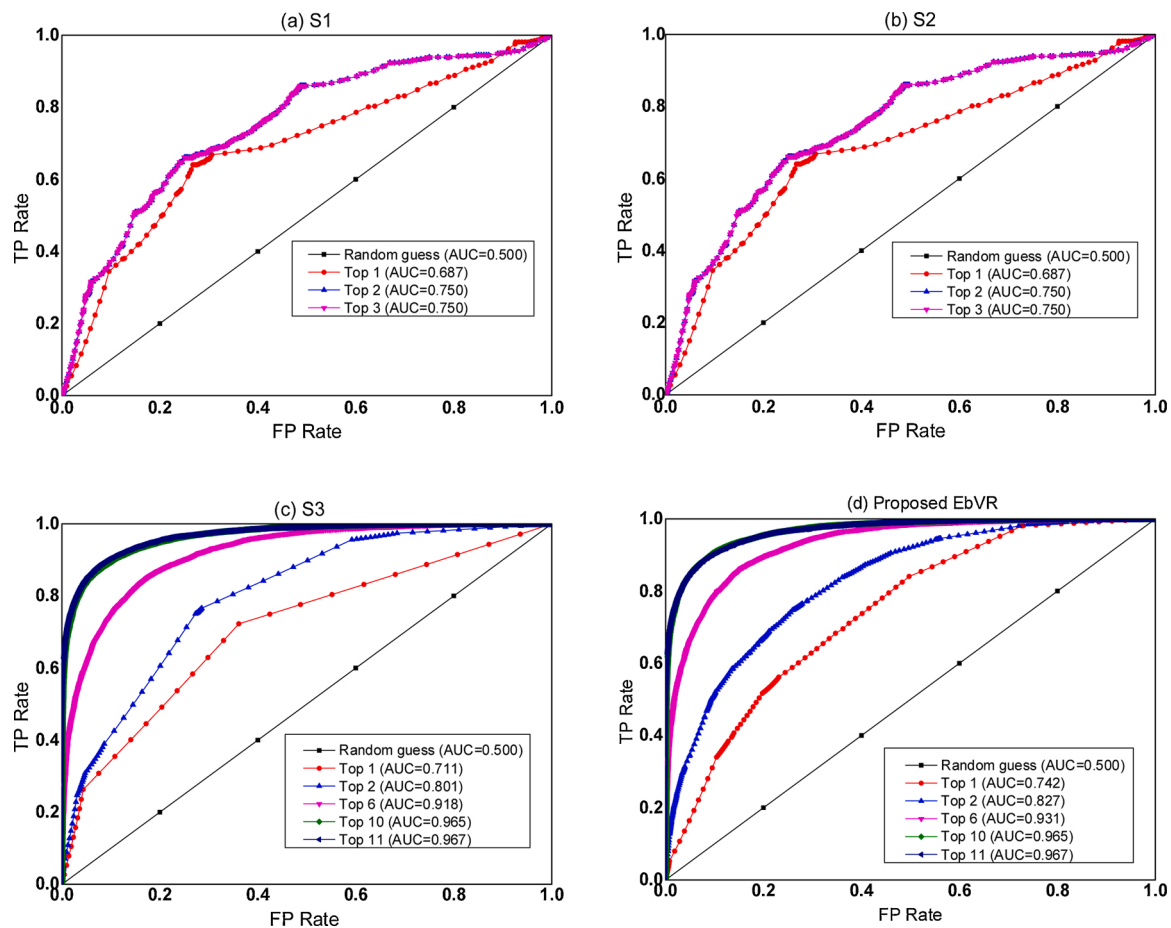 (a) S1
1.0
0.8
0.6
0.4
0.2
0.0
TP Rate
Random guess (AUC=0.500)
Top 1 (AUC=0.687)
Top 2 (AUC=0.750)
Top 3 (AUC=0.750)
0.0 0.2 0.4 0.6 0.8 1.0
FP Rate
(b) S2
1.0
0.8
0.6
0.4
0.2
0.0
TP Rate
Random guess (AUC=0.500)
Top 1 (AUC=0.687)
Top 2 (AUC=0.750)
Top 3 (AUC=0.750)
0.0 0.2 0.4 0.6 0.8 1.0
FP Rate
(c) S3
1.0
0.8
0.6
0.4
0.2
0.0
TP Rate
Random guess (AUC=0.500)
Top 1 (AUC=0.711)
Top 2 (AUC=0.801)
Top 6 (AUC=0.918)
Top 10 (AUC=0.965)
Top 11 (AUC=0.967)
0.0 0.2 0.4 0.6 0.8 1.0
FP Rate
(d) Proposed EbVR
1.0
0.8
0.6
0.4
0.2
0.0
TP Rate
Random guess (AUC=0.500)
Top 1 (AUC=0.742)
Top 2 (AUC=0.827)
Top 6 (AUC=0.931)
Top 10 (AUC=0.965)
Top 11 (AUC=0.967)
0.0 0.2 0.4 0.6 0.8 1.0
FP Rate